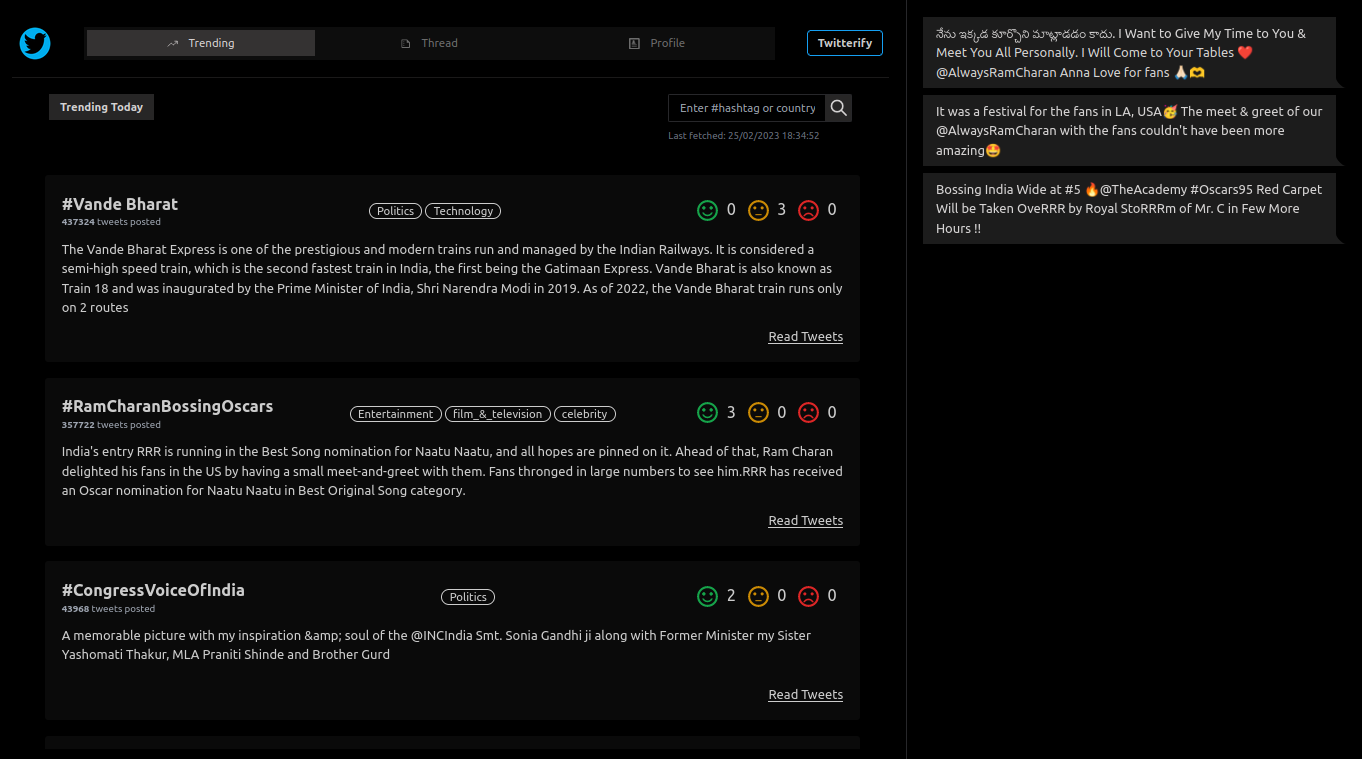 Trending
Thread
Profile
Twitterify
Trending Today
Enter #hashtag or country
Last fetched: 25/02/2023 18:34:52
#Vande Bharat
437324 tweets posted
Politics
Technology
0
3
0
The Vande Bharat Express is one of the prestigious and modern trains run and managed by the Indian Railways. It is considered a
semi-high speed train, which is the second fastest train in India, the first being the Gatimaan Express. Vande Bharat is also known as
Train 18 and was inaugurated by the Prime Minister of India, Shri Narendra Modi in 2019. As of 2022, the Vande Bharat train runs only
on 2 routes
Read Tweets
#RamCharanBossingOscars
357722 tweets posted
Entertainment
film_&_television
celebrity
3
0
0
India's entry RRR is running in the Best Song nomination for Naatu Naatu, and all hopes are pinned on it. Ahead of that, Ram Charan
delighted his fans in the US by having a small meet-and-greet with them. Fans thronged in large numbers to see him.RRR has received
an Oscar nomination for Naatu Naatu in Best Original Song category.
Read Tweets
#CongressVoiceOfIndia
43968 tweets posted
Politics
2
0
0
A memorable picture with my inspiration &amp; soul of the @INCIndia Smt. Sonia Gandhi ji along with Former Minister my Sister
Yashomati Thakur, MLA Praniti Shinde and Brother Gurd
Read Tweets
నేను ఇక్కడ కూర్చొని మాట్లాడడం కాదు. I Want to Give My Time to You &
Meet You All Personally. I Will Come to Your Tables ❤️
@AlwaysRamCharan Anna Love for fans 🙏🏻🫶
It was a festival for the fans in LA, USA🥳 The meet & greet of our
@AlwaysRamCharan with the fans couldn't have been more
amazing🤩
Bossing India Wide at #5 🔥@TheAcademy #Oscars95 Red Carpet
Will be Taken OveRRR by Royal StoRRRm of Mr. C in Few More
Hours !!